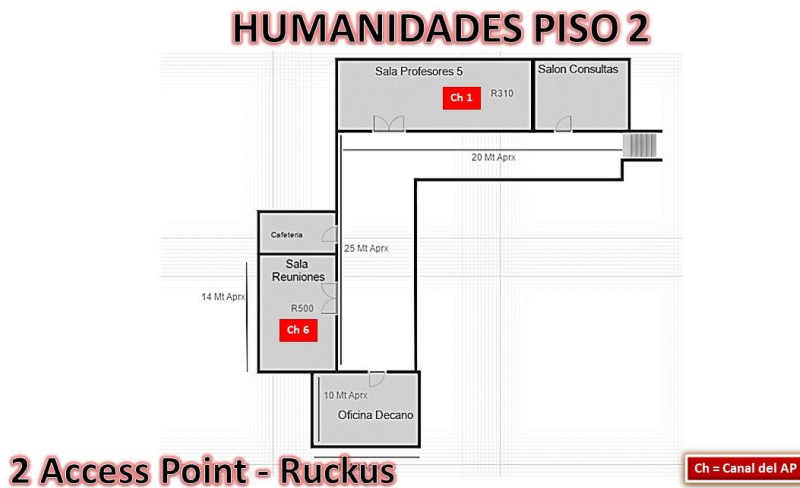 HUMANIDADES PISO 2
Sala Profesores 5
Salon Consultas
Ch 1
R310
20 Mt Aprx
Cafeteria
25 Mt Aprx
Sala
Reuniones
14 Mt Aprx
R500
Ch 6
10 Mt Aprx
Oficina Decano
2 Access Point - Ruckus
Ch = Canal del AP